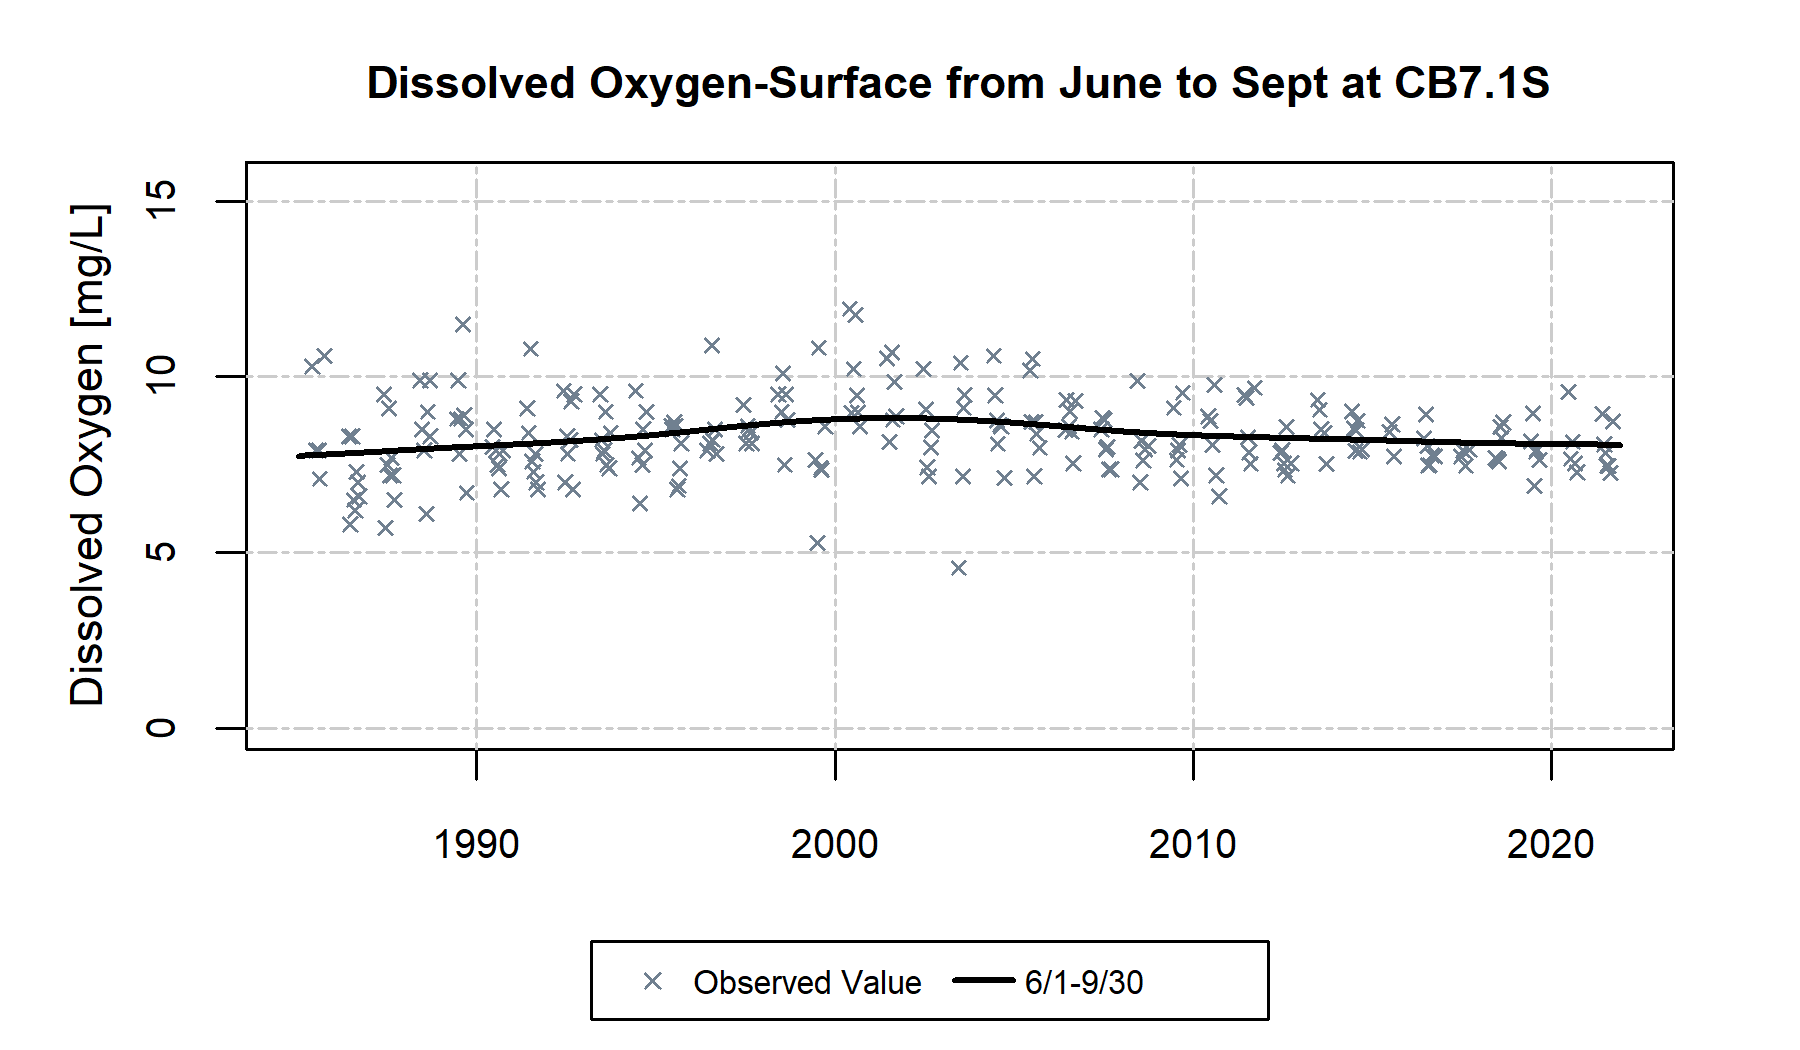 Dissolved Oxygen-Surface from June to Sept at CB7.1S
Dissolved Oxygen [mg/L]
15
10
5
0
1990 2000 2010 2020
Observed Value 6/1-9/30